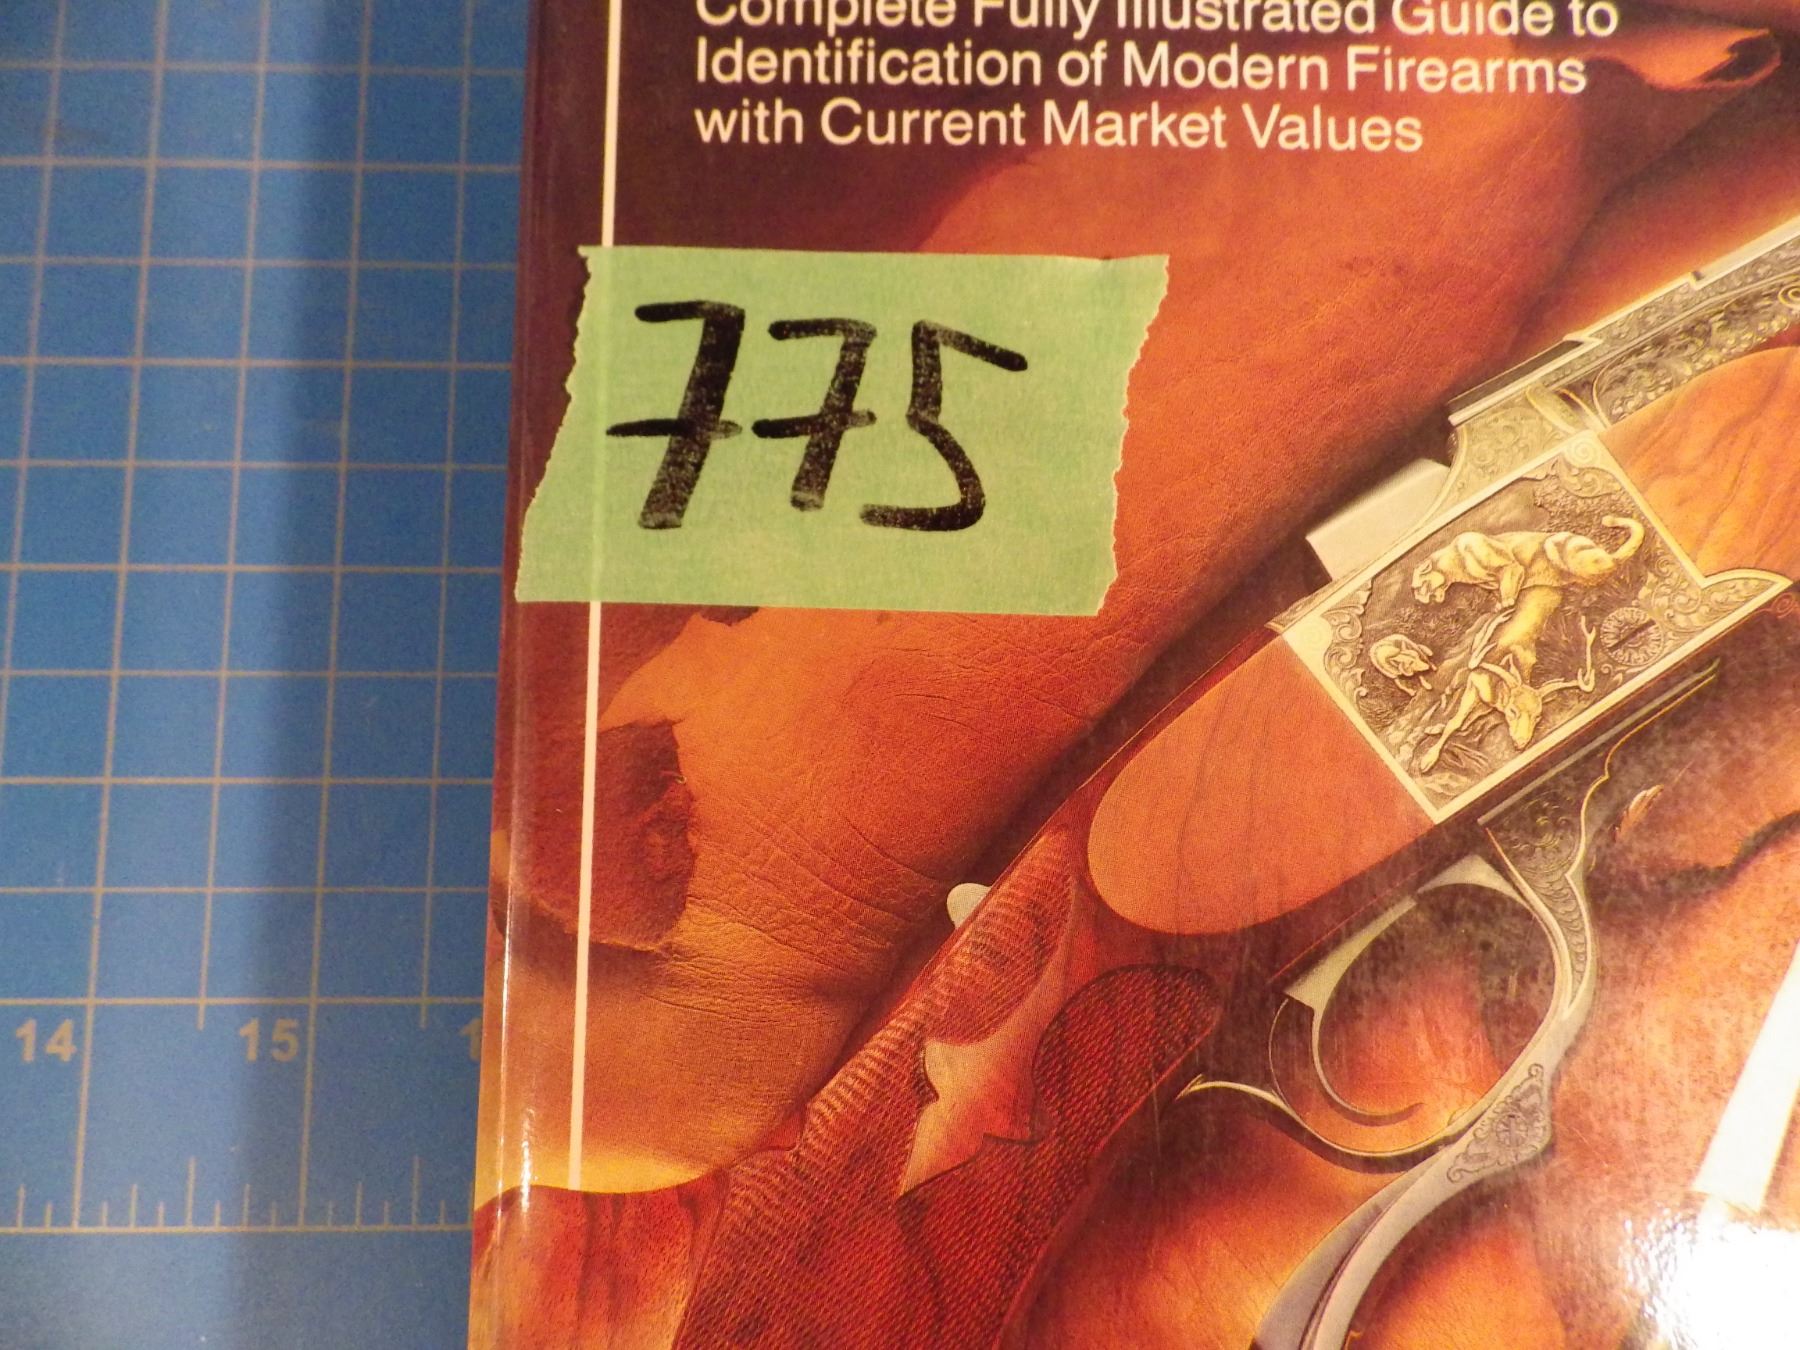 Complete Fully Illustrated Guide to
Identification of Modern Firearms
with Current Market Values
775
14 15